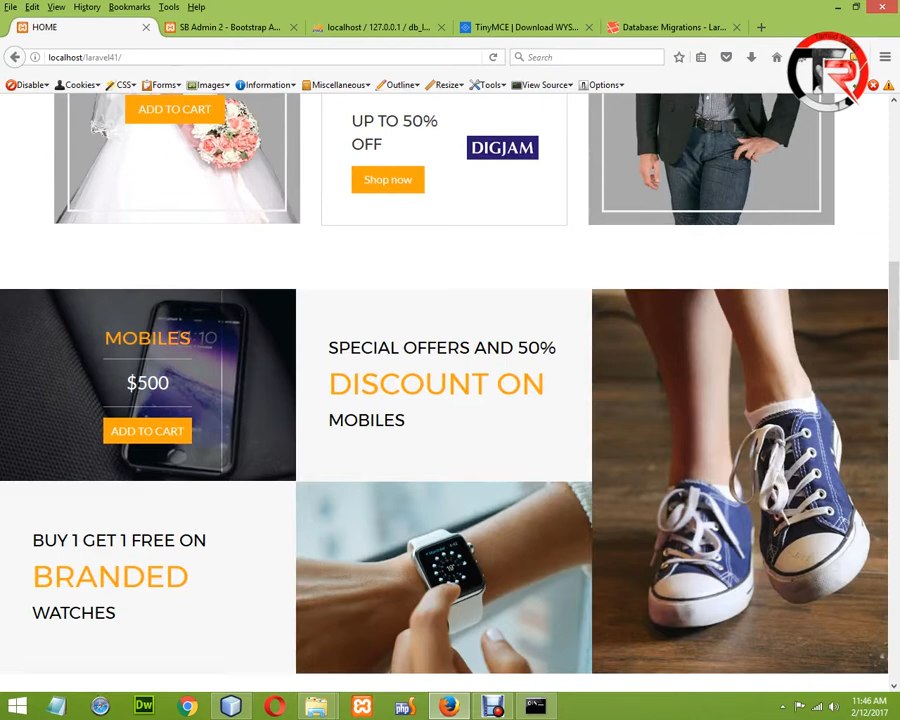 File Edit View History Bookmarks Tools Help
HOME
SB Admin 2 - Bootstrap A...
localhost / 127.0.0.1 / db_l...
TinyMCE | Download WYS...
Database: Migrations - Lar...
localhost/laravel41/
Search
Disable Cookies CSS Forms Images Information Miscellaneous Outline Resize Tools View Source Options
ADD TO CART
UP TO 50%
OFF
DIGJAM
Shop now
MOBILES
$500
ADD TO CART
SPECIAL OFFERS AND 50%
DISCOUNT ON
MOBILES
BUY 1 GET 1 FREE ON
BRANDED
WATCHES
Dw
php
11:46 AM
2/12/2017